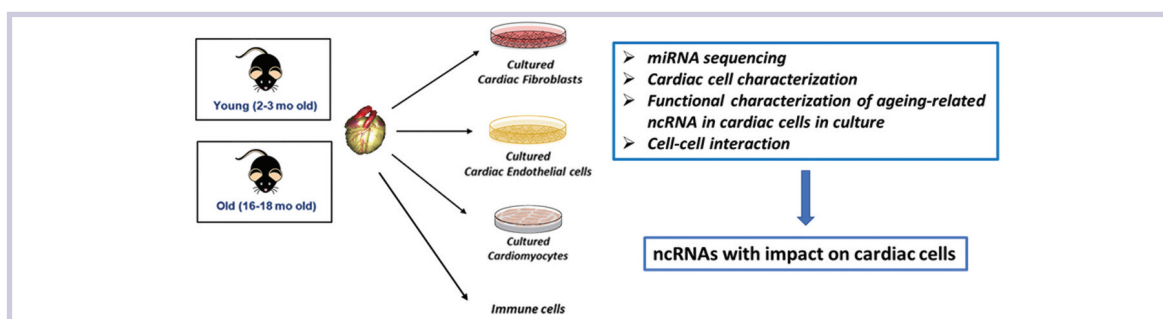 Young (2-3 mo old)
Old (16-18 mo old)
Cultured
Cardiac Fibroblasts
Cultured
Cardiac Endothelial cells
Cultured
Cardiomyocytes
Immune cells
➢ miRNA sequencing
➢ Cardiac cell characterization
➢ Functional characterization of ageing-related
ncRNA in cardiac cells in culture
➢ Cell-cell interaction
ncRNAs with impact on cardiac cells